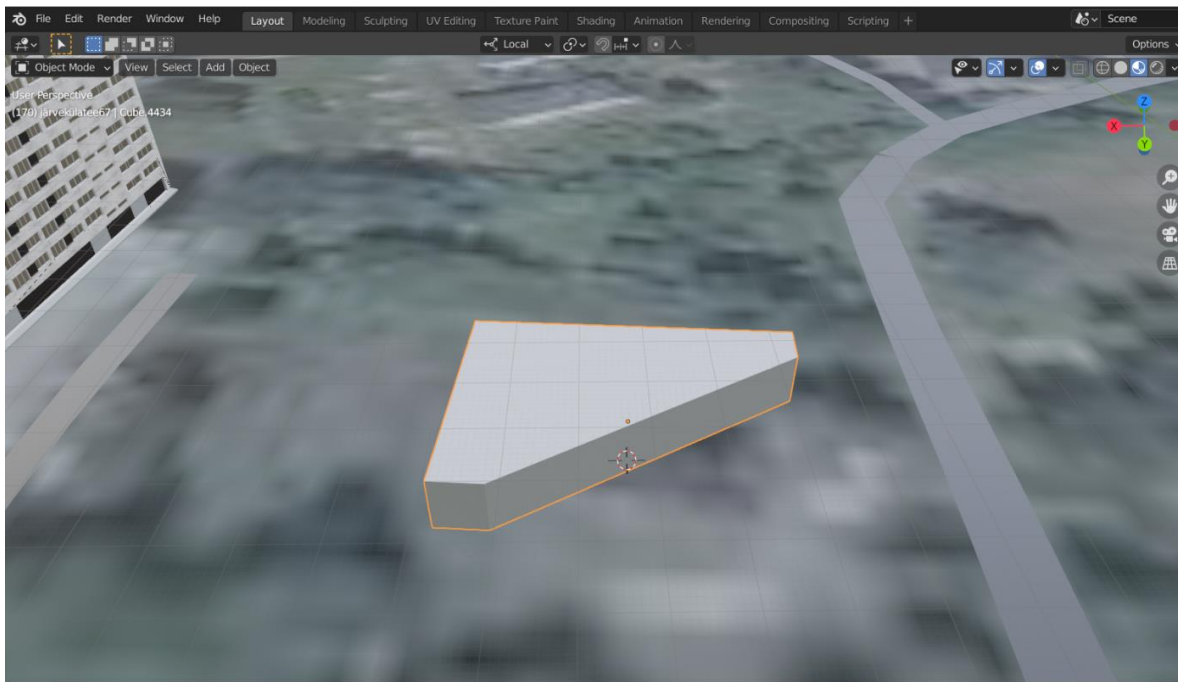 File Edit Render Window Help Layout Modeling Sculpting UV Editing Texture Paint Shading Animation Rendering Compositing Scripting + Scene
Local Options
Object Mode View Select Add Object
User Perspective
(170) järvekülatee67 | Cube.4434
Z
X
Y